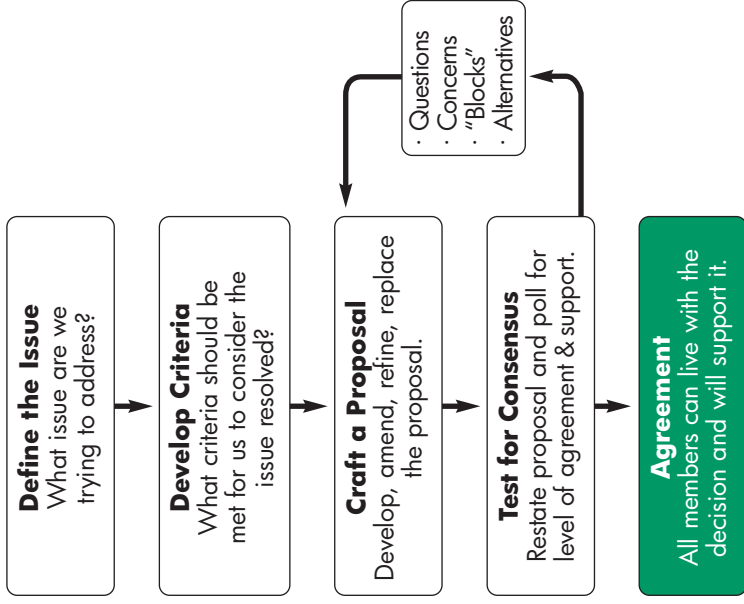 Define the Issue
What issue are we
trying to address?
Develop Criteria
What criteria should be
met for us to consider the
issue resolved?
Craft a Proposal
Develop, amend, refine, replace
the proposal.
Test for Consensus
Restate proposal and poll for
level of agreement & support.
· Questions
· Concerns
· “Blocks”
· Alternatives
Agreement
All members can live with the
decision and will support it.